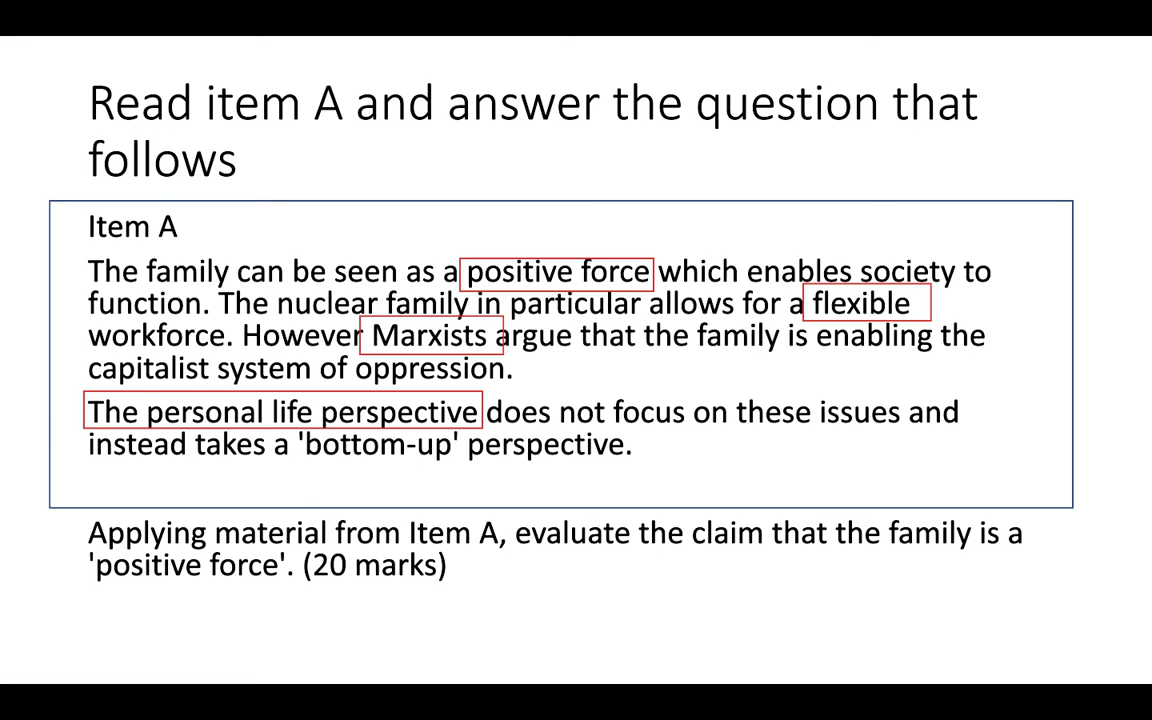 Read item A and answer the question that
follows
Item A
The family can be seen as a positive force which enables society to
function. The nuclear family in particular allows for a flexible
workforce. However Marxists argue that the family is enabling the
capitalist system of oppression.
The personal life perspective does not focus on these issues and
instead takes a 'bottom-up' perspective.
Applying material from Item A, evaluate the claim that the family is a
'positive force'. (20 marks)